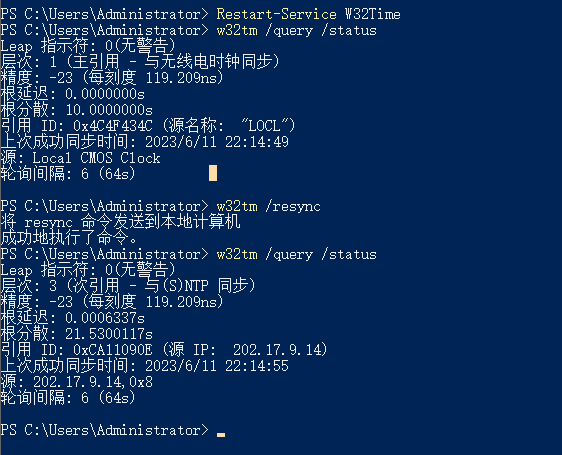 PS C:\Users\Administrator> Restart-Service W32Time
PS C:\Users\Administrator> w32tm /query /status
Leap 指示符: 0(无警告)
层次: 1 (主引用 - 与无线电时钟同步)
精度: -23 (每刻度 119.209ns)
根延迟: 0.0000000s
根分散: 10.0000000s
引用 ID: 0x4C4F434C (源名称:  "LOCL")
上次成功同步时间: 2023/6/11 22:14:49
源: Local CMOS Clock
轮询间隔: 6 (64s)
PS C:\Users\Administrator> w32tm /resync
将 resync 命令发送到本地计算机
成功地执行了命令。
PS C:\Users\Administrator> w32tm /query /status
Leap 指示符: 0(无警告)
层次: 3 (次引用 - 与(S)NTP 同步)
精度: -23 (每刻度 119.209ns)
根延迟: 0.0006337s
根分散: 21.5300117s
引用 ID: 0xCA11090E (源 IP:  202.17.9.14)
上次成功同步时间: 2023/6/11 22:14:55
源: 202.17.9.14,0x8
轮询间隔: 6 (64s)
PS C:\Users\Administrator>